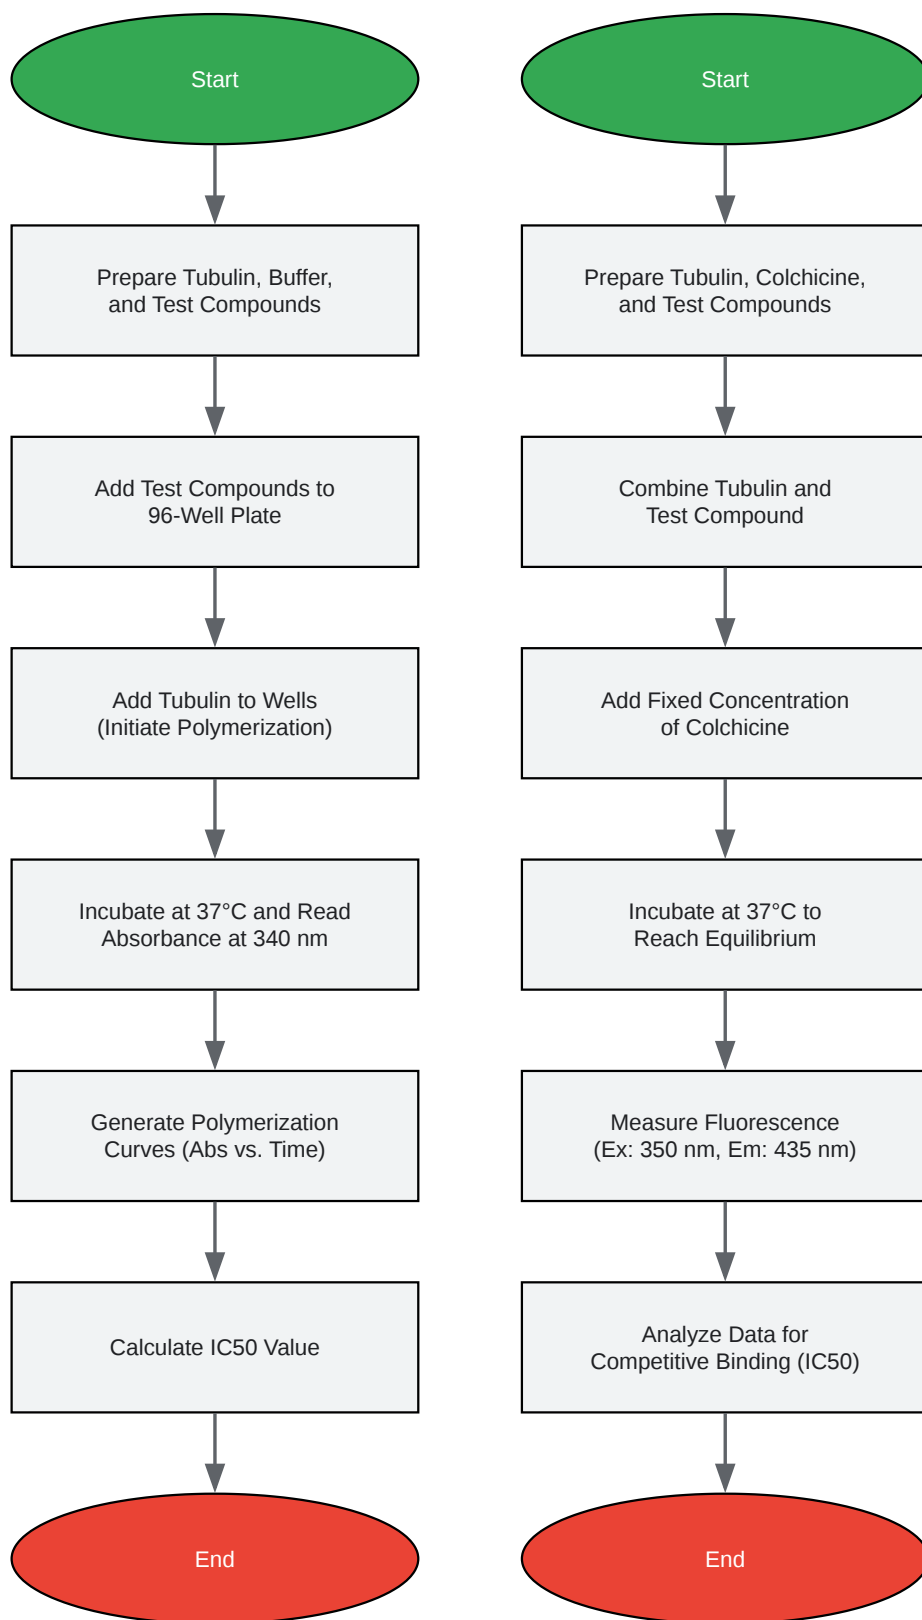 Start
Prepare Tubulin, Buffer,
and Test Compounds
Add Test Compounds to
96-Well Plate
Add Tubulin to Wells
(Initiate Polymerization)
Incubate at 37°C and Read
Absorbance at 340 nm
Generate Polymerization
Curves (Abs vs. Time)
Calculate IC50 Value
End
Start
Prepare Tubulin, Colchicine,
and Test Compounds
Combine Tubulin and
Test Compound
Add Fixed Concentration
of Colchicine
Incubate at 37°C to
Reach Equilibrium
Measure Fluorescence
(Ex: 350 nm, Em: 435 nm)
Analyze Data for
Competitive Binding (IC50)
End